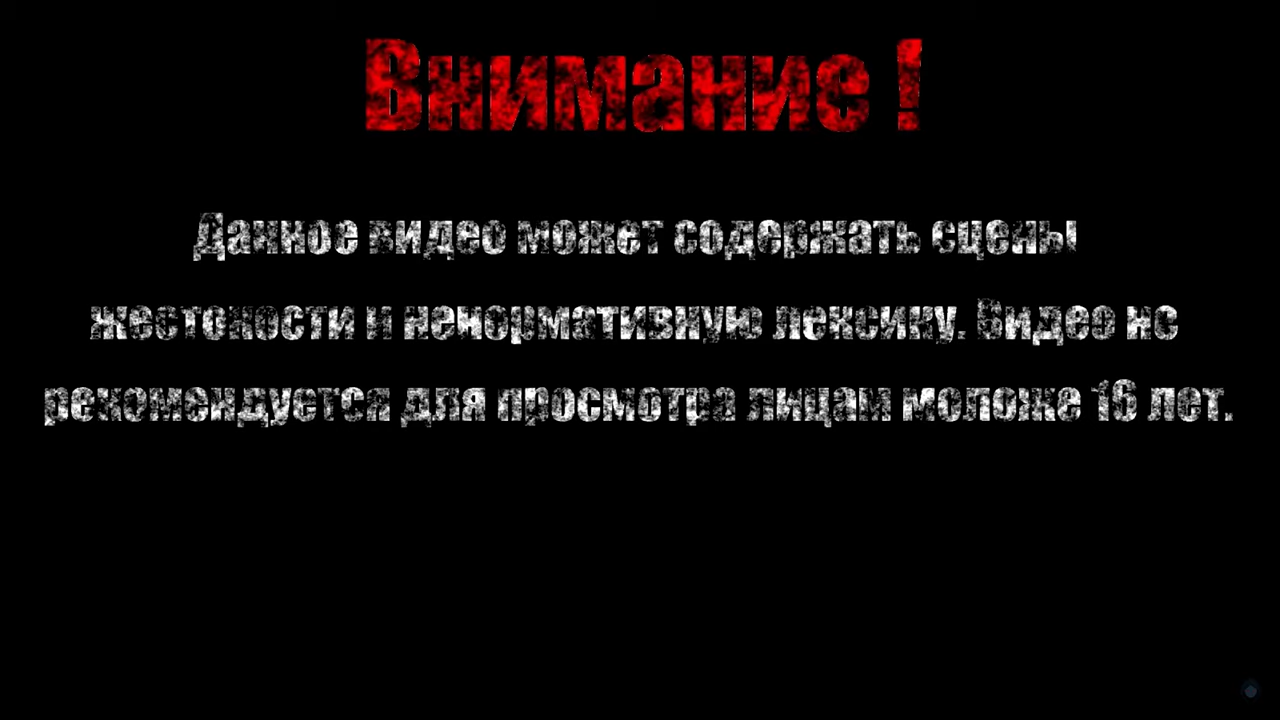 Внимание !
Данное видео может содержать сцены
жестокости и ненормативную лексику. Видео не
рекомендуется для просмотра лицам моложе 16 лет.